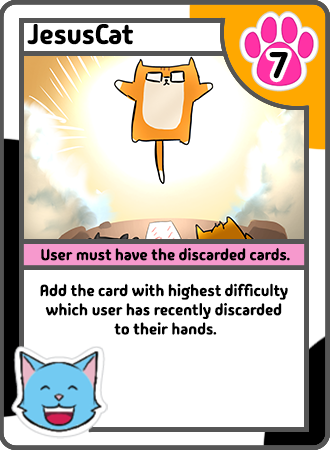 JesusCat
7
User must have the discarded cards.
Add the card with highest difficulty
which user has recently discarded
to their hands.